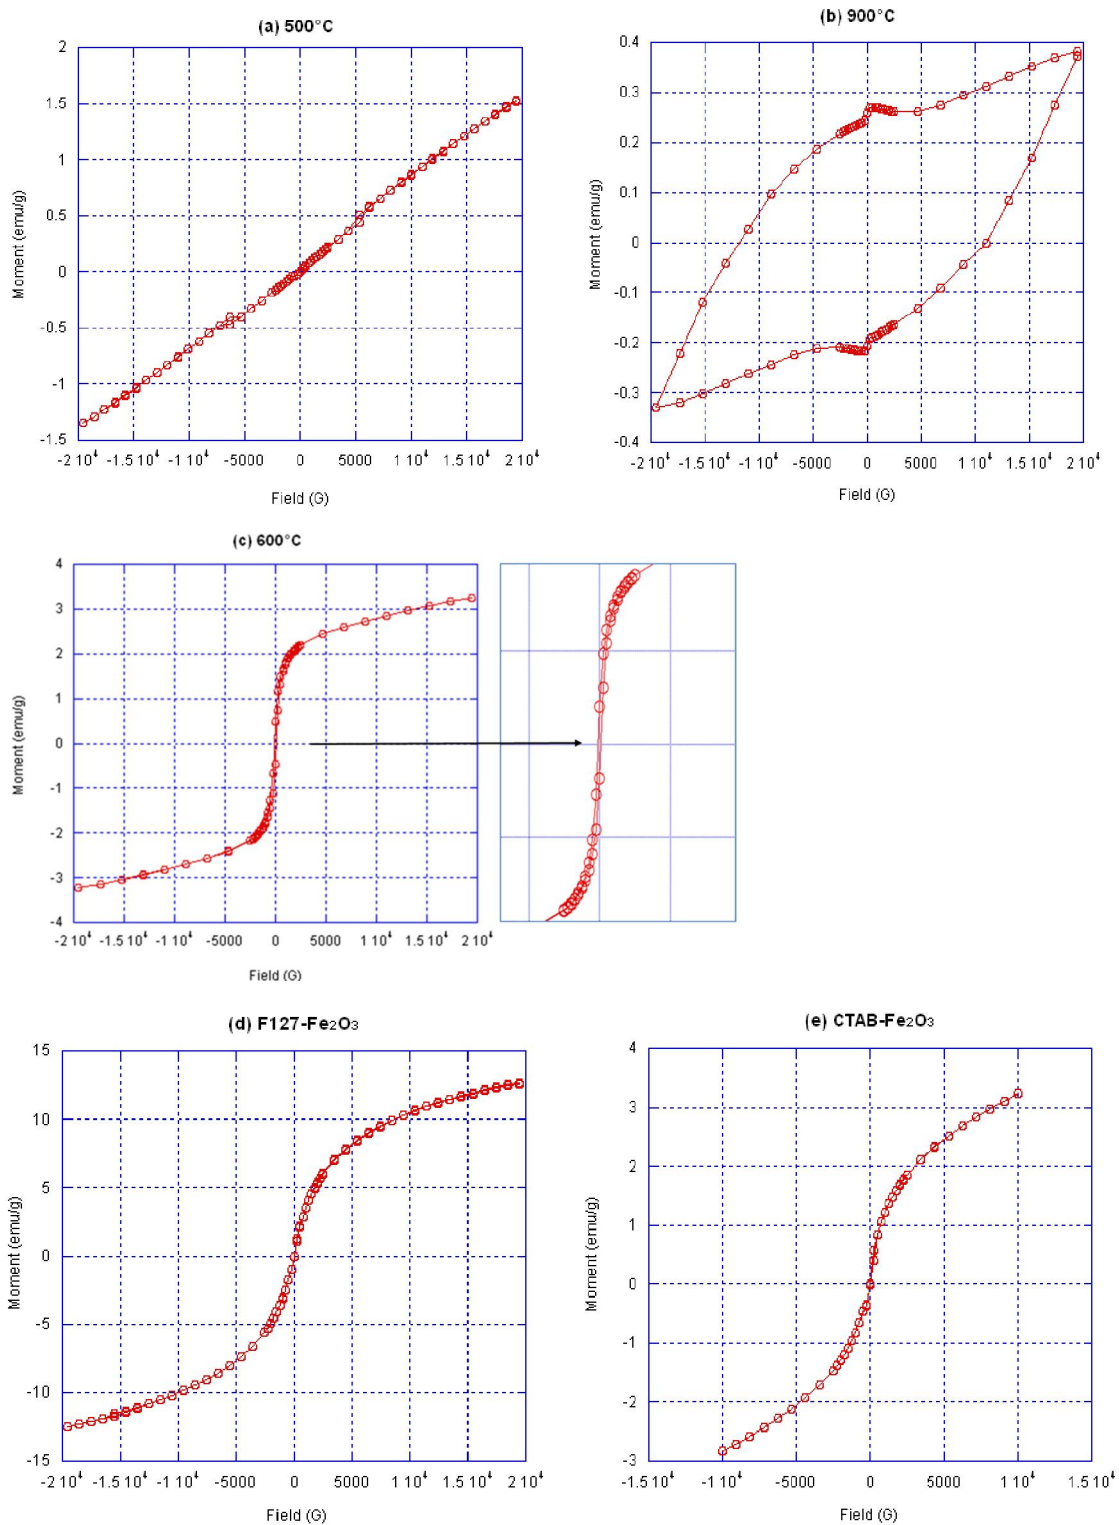 (a) 500°C
2
1.5
1
0.5
0
-0.5
-1
-1.5
Moment (emu/g)
-2 10⁴ -1.5 10⁴ -1 10⁴ -5000 0 5000 1 10⁴ 1.5 10⁴ 2 10⁴
Field (G)
(b) 900°C
0.4
0.3
0.2
0.1
0
-0.1
-0.2
-0.3
-0.4
Moment (emu/g)
-2 10⁴ -1.5 10⁴ -1 10⁴ -5000 0 5000 1 10⁴ 1.5 10⁴ 2 10⁴
Field (G)
(c) 600°C
4
3
2
1
0
-1
-2
-3
-4
Moment (emu/g)
-2 10⁴ -1.5 10⁴ -1 10⁴ -5000 0 5000 1 10⁴ 1.5 10⁴ 2 10⁴
Field (G)
(d) F127-Fe₂O₃
15
10
5
0
-5
-10
-15
Moment (emu/g)
-2 10⁴ -1.5 10⁴ -1 10⁴ -5000 0 5000 1 10⁴ 1.5 10⁴ 2 10⁴
Field (G)
(e) CTAB-Fe₂O₃
4
3
2
1
0
-1
-2
-3
Moment (emu/g)
-1.5 10⁴ -1 10⁴ -5000 0 5000 1 10⁴ 1.5 10⁴
Field (G)